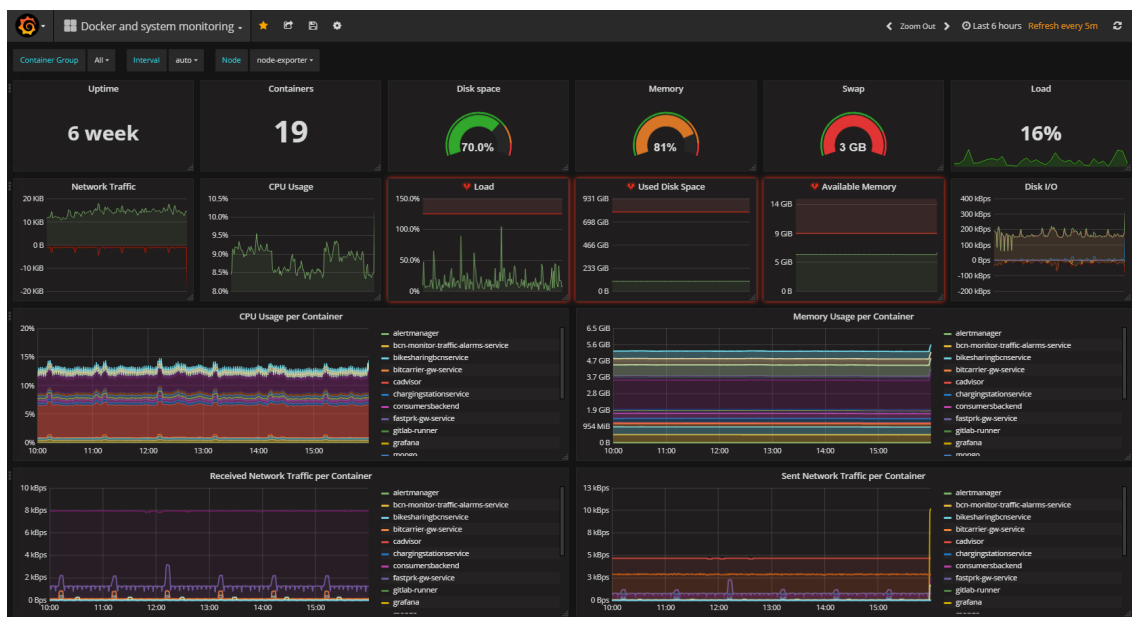 Docker and system monitoring
Zoom Out
Last 6 hours
Refresh every 5m
Container Group
All
Interval
auto
Node
node-exporter
Uptime
6 week
Containers
19
Disk space
70.0%
Memory
81%
Swap
3 GB
Load
16%
Network Traffic
20 KiB
10 KiB
0 B
-10 KiB
-20 KiB
CPU Usage
10.5%
10.0%
9.5%
9.0%
8.5%
8.0%
Load
150.0%
100.0%
50.0%
0%
Used Disk Space
931 GiB
698 GiB
466 GiB
233 GiB
0 B
Available Memory
14 GiB
9 GiB
5 GiB
0 B
Disk I/O
400 kBps
300 kBps
200 kBps
100 kBps
0 Bps
-100 kBps
-200 kBps
CPU Usage per Container
20%
15%
10%
5%
0%
10:00 11:00 12:00 13:00 14:00 15:00
alertmanager
bcn-monitor-traffic-alarms-service
bikesharingbcnservice
bitcarrier-gw-service
cadvisor
chargingstationservice
consumersbackend
fastprk-gw-service
gitlab-runner
grafana
mongo
Memory Usage per Container
6.5 GiB
5.6 GiB
4.7 GiB
3.7 GiB
2.8 GiB
1.9 GiB
954 MiB
0 B
10:00 11:00 12:00 13:00 14:00 15:00
alertmanager
bcn-monitor-traffic-alarms-service
bikesharingbcnservice
bitcarrier-gw-service
cadvisor
chargingstationservice
consumersbackend
fastprk-gw-service
gitlab-runner
grafana
mongo
Received Network Traffic per Container
10 kBps
8 kBps
6 kBps
4 kBps
2 kBps
0 Bps
10:00 11:00 12:00 13:00 14:00 15:00
alertmanager
bcn-monitor-traffic-alarms-service
bikesharingbcnservice
bitcarrier-gw-service
cadvisor
chargingstationservice
consumersbackend
fastprk-gw-service
gitlab-runner
grafana
Sent Network Traffic per Container
13 kBps
10 kBps
8 kBps
5 kBps
3 kBps
0 Bps
10:00 11:00 12:00 13:00 14:00 15:00
alertmanager
bcn-monitor-traffic-alarms-service
bikesharingbcnservice
bitcarrier-gw-service
cadvisor
chargingstationservice
consumersbackend
fastprk-gw-service
gitlab-runner
grafana